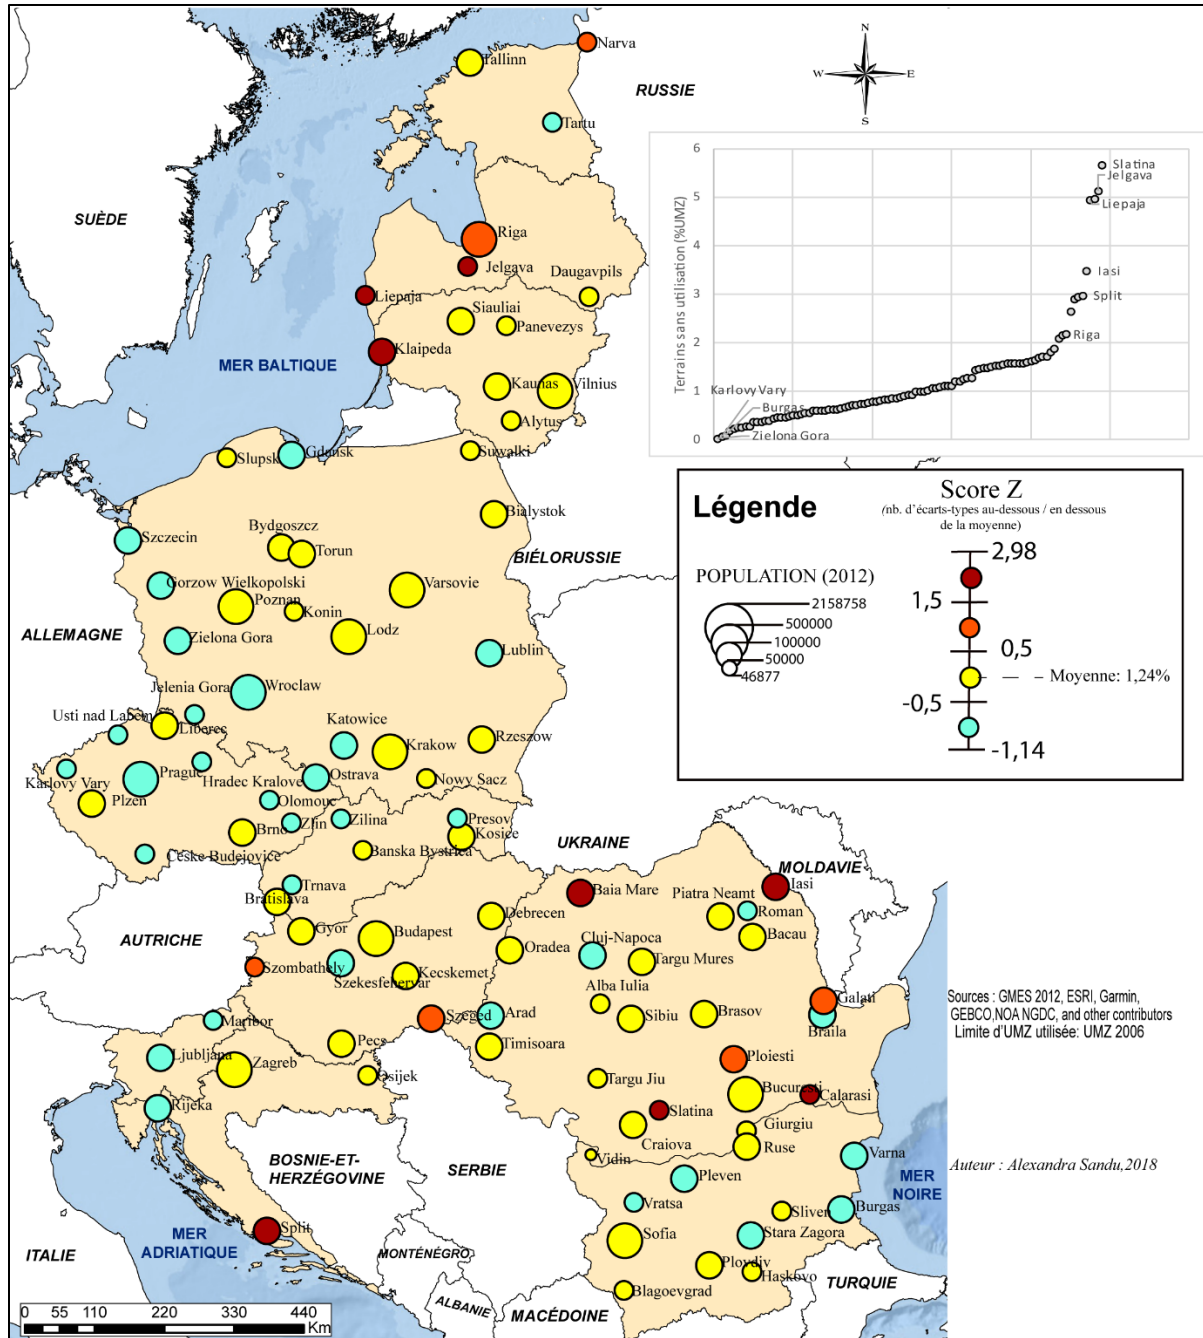 N
W E
S
Narva
Tallinn
RUSSIE
Tartu
SUÈDE
Riga
Jelgava
Daugavpils
Liepaja
Siauliai
Panevezys
Klaipeda
MER BALTIQUE
Kaunas
Vilnius
Alytus
Terrains sans utilisation (%UMZ)
6
5
4
3
2
1
0
Slatina
Jelgava
Liepaja
Iasi
Split
Riga
Karlovy Vary
Burgas
Zielona Gora
Slupsk
Gdansk
Suwalki
Szczecin
Bydgoszcz
Torun
Bialystok
BIÉLORUSSIE
Gorzow Wielkopolski
Poznan
Konin
Varsovie
ALLEMAGNE
Zielona Gora
Lodz
Lublin
Jelenia Gora
Wroclaw
Usti nad Labem
Liberec
Katowice
Krakow
Rzeszow
Karlovy Vary
Prague
Hradec Kralove
Ostrava
Nowy Sacz
Plzen
Olomouc
Brno
Zlin
Zilina
Presov
Kosice
Ceske Budejovice
Banska Bystrica
UKRAINE
Légende
Score Z
(nb. d'écarts-types au-dessous / en dessous
de la moyenne)
POPULATION (2012)
2158758
500000
100000
50000
46877
2,98
1,5
0,5
Moyenne: 1,24%
-0,5
-1,14
MOLDAVIE
Trnava
Bratislava
Baia Mare
Iasi
Piatra Neamt
Roman
Debrecen
AUTRICHE
Gyor
Budapest
Oradea
Cluj-Napoca
Bacau
Targu Mures
Szombathely
Szekesfehervar
Kecskemet
Alba Iulia
Galati
Braila
Maribor
Szeged
Arad
Sibiu
Brasov
Ljubljana
Pecs
Timisoara
Zagreb
Osijek
Ploiesti
Targu Jiu
Bucuresti
Calarasi
Rijeka
Slatina
Craiova
Giurgiu
Ruse
Vidin
BOSNIE-ET-
HERZÉGOVINE
SERBIE
Varna
Pleven
MER
NOIRE
Vratsa
Sliven
Burgas
Split
Sofia
Stara Zagora
MER
ADRIATIQUE
ITALIE
MONTÉNÉGRO
Plovdiv
Haskovo
TURQUIE
Blagoevgrad
ALBANIE
MACÉDOINE
Sources : GMES 2012, ESRI, Garmin,
GEBCO,NOA NGDC, and other contributors
Limite d'UMZ utilisée: UMZ 2006
Auteur : Alexandra Sandu,2018
0 55 110 220 330 440
Km